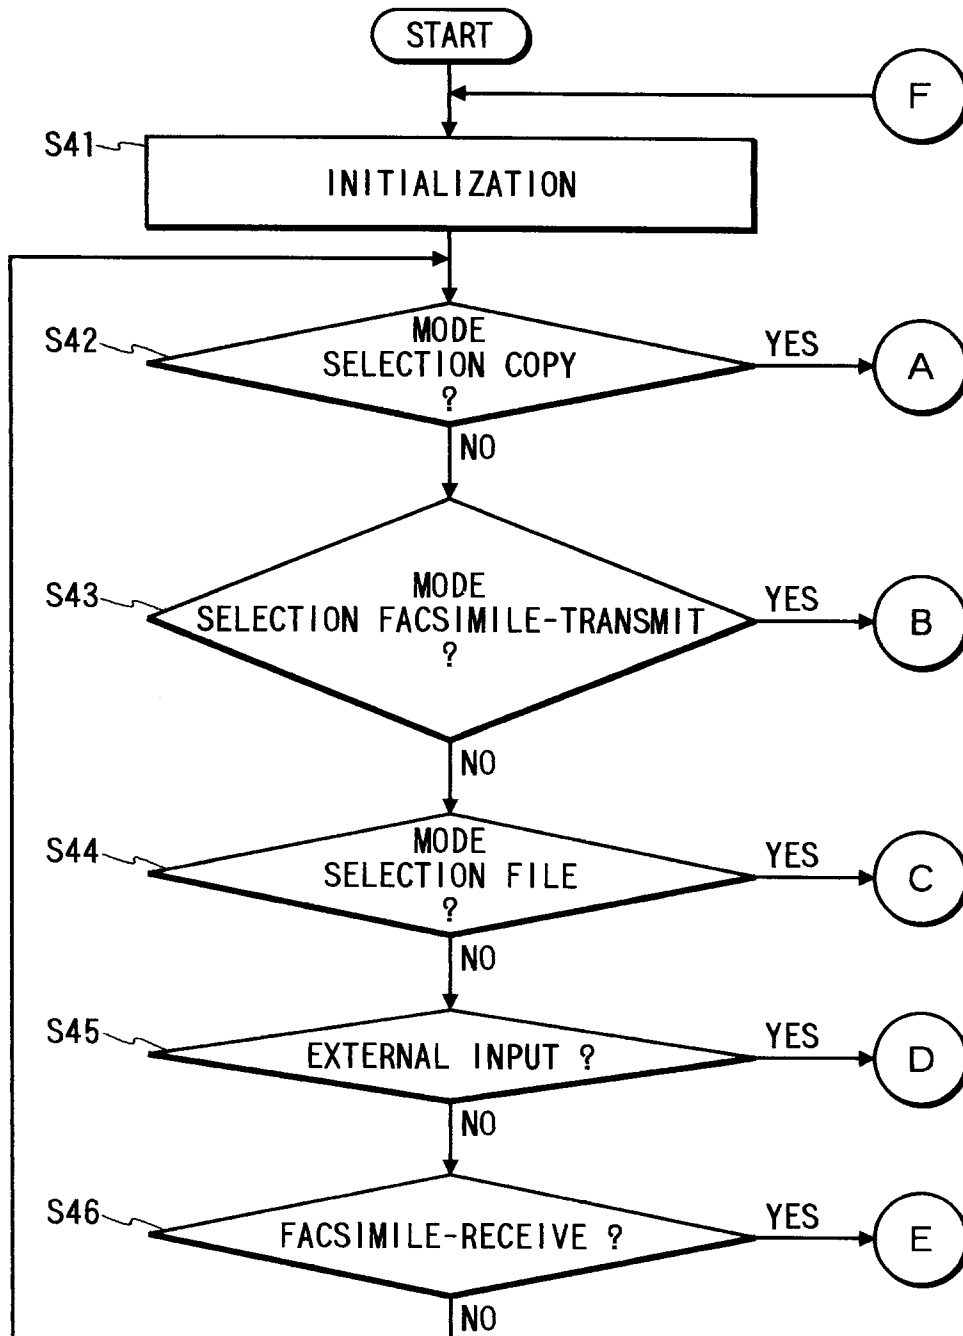 START
F
S41
INITIALIZATION
S42
MODE
SELECTION COPY
?
YES
A
NO
S43
MODE
SELECTION FACSIMILE-TRANSMIT
?
YES
B
NO
S44
MODE
SELECTION FILE
?
YES
C
NO
S45
EXTERNAL INPUT ?
YES
D
NO
S46
FACSIMILE-RECEIVE ?
YES
E
NO